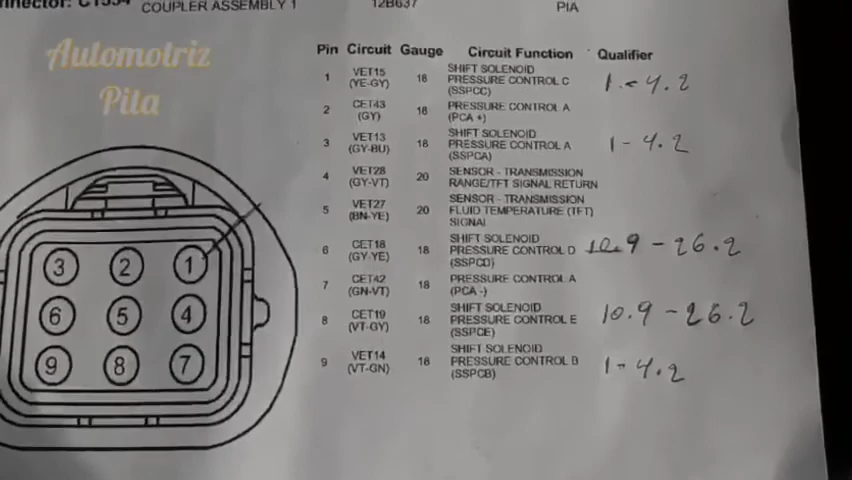 COUPLER ASSEMBLY 1 12B637 PIA
Automotriz
Pita
Pin Circuit Gauge Circuit Function Qualifier
1 VET15 (YE-GY) 18 SHIFT SOLENOID PRESSURE CONTROL C (SSPCC) 1 - 4.2
2 CET43 (GY) 18 PRESSURE CONTROL A (PCA +)
3 VET13 (GY-BU) 18 SHIFT SOLENOID PRESSURE CONTROL A (SSPCA) 1 - 4.2
4 VET28 (GY-VT) 20 SENSOR - TRANSMISSION RANGE/TFT SIGNAL RETURN
5 VET27 (BN-YE) 20 SENSOR - TRANSMISSION FLUID TEMPERATURE (TFT) SIGNAL
6 CET18 (GY-YE) 18 SHIFT SOLENOID PRESSURE CONTROL D (SSPCD) 10.9 - 26.2
7 CET42 (GN-VT) 18 PRESSURE CONTROL A (PCA -)
8 CET19 (VT-GY) 18 SHIFT SOLENOID PRESSURE CONTROL E (SSPCE) 10.9 - 26.2
9 VET14 (VT-GN) 18 SHIFT SOLENOID PRESSURE CONTROL B (SSPCB) 1 - 4.2
3 2 1
6 5 4
9 8 7